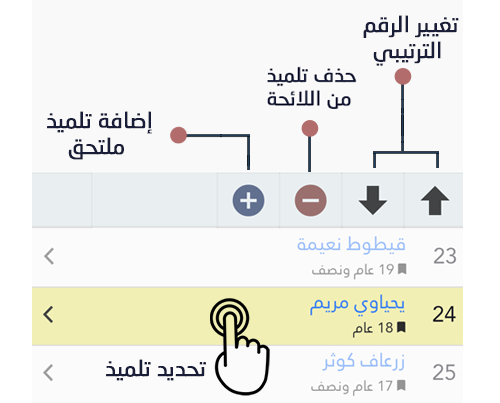 تغيير الرقم
الترتيبي
حذف تلميذ
من اللائحة
إضافة تلميذ
ملتحق
23
قيطوط نعيمة
19 عام ونصف
24
يحياوي مريم
18 عام
25
زرعاف كوثر
17 عام ونصف
تحديد تلميذ